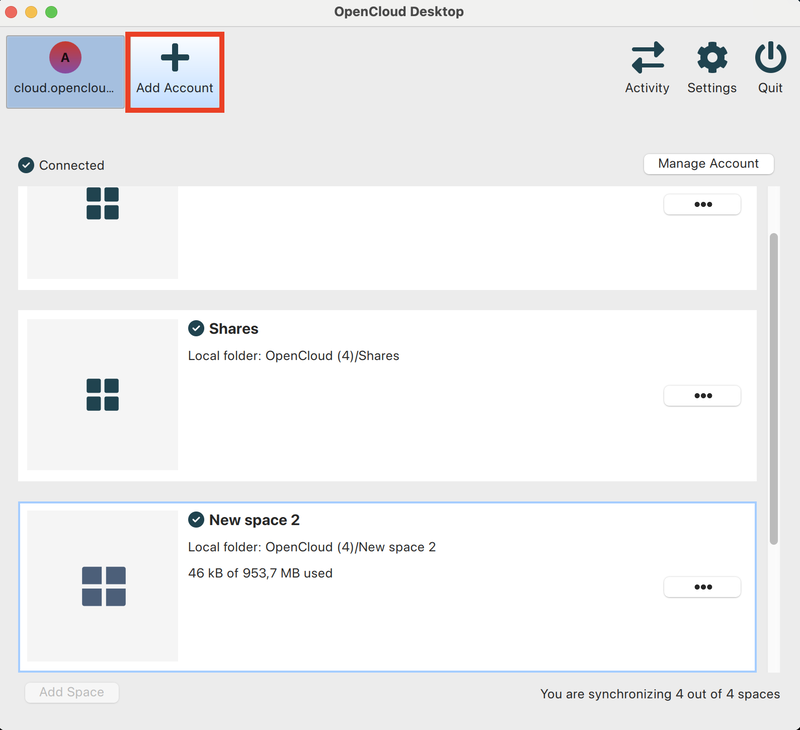 OpenCloud Desktop
A
cloud.openclou...
Add Account
Activity
Settings
Quit
Connected
Manage Account
Shares
Local folder: OpenCloud (4)/Shares
New space 2
Local folder: OpenCloud (4)/New space 2
46 kB of 953,7 MB used
Add Space
You are synchronizing 4 out of 4 spaces